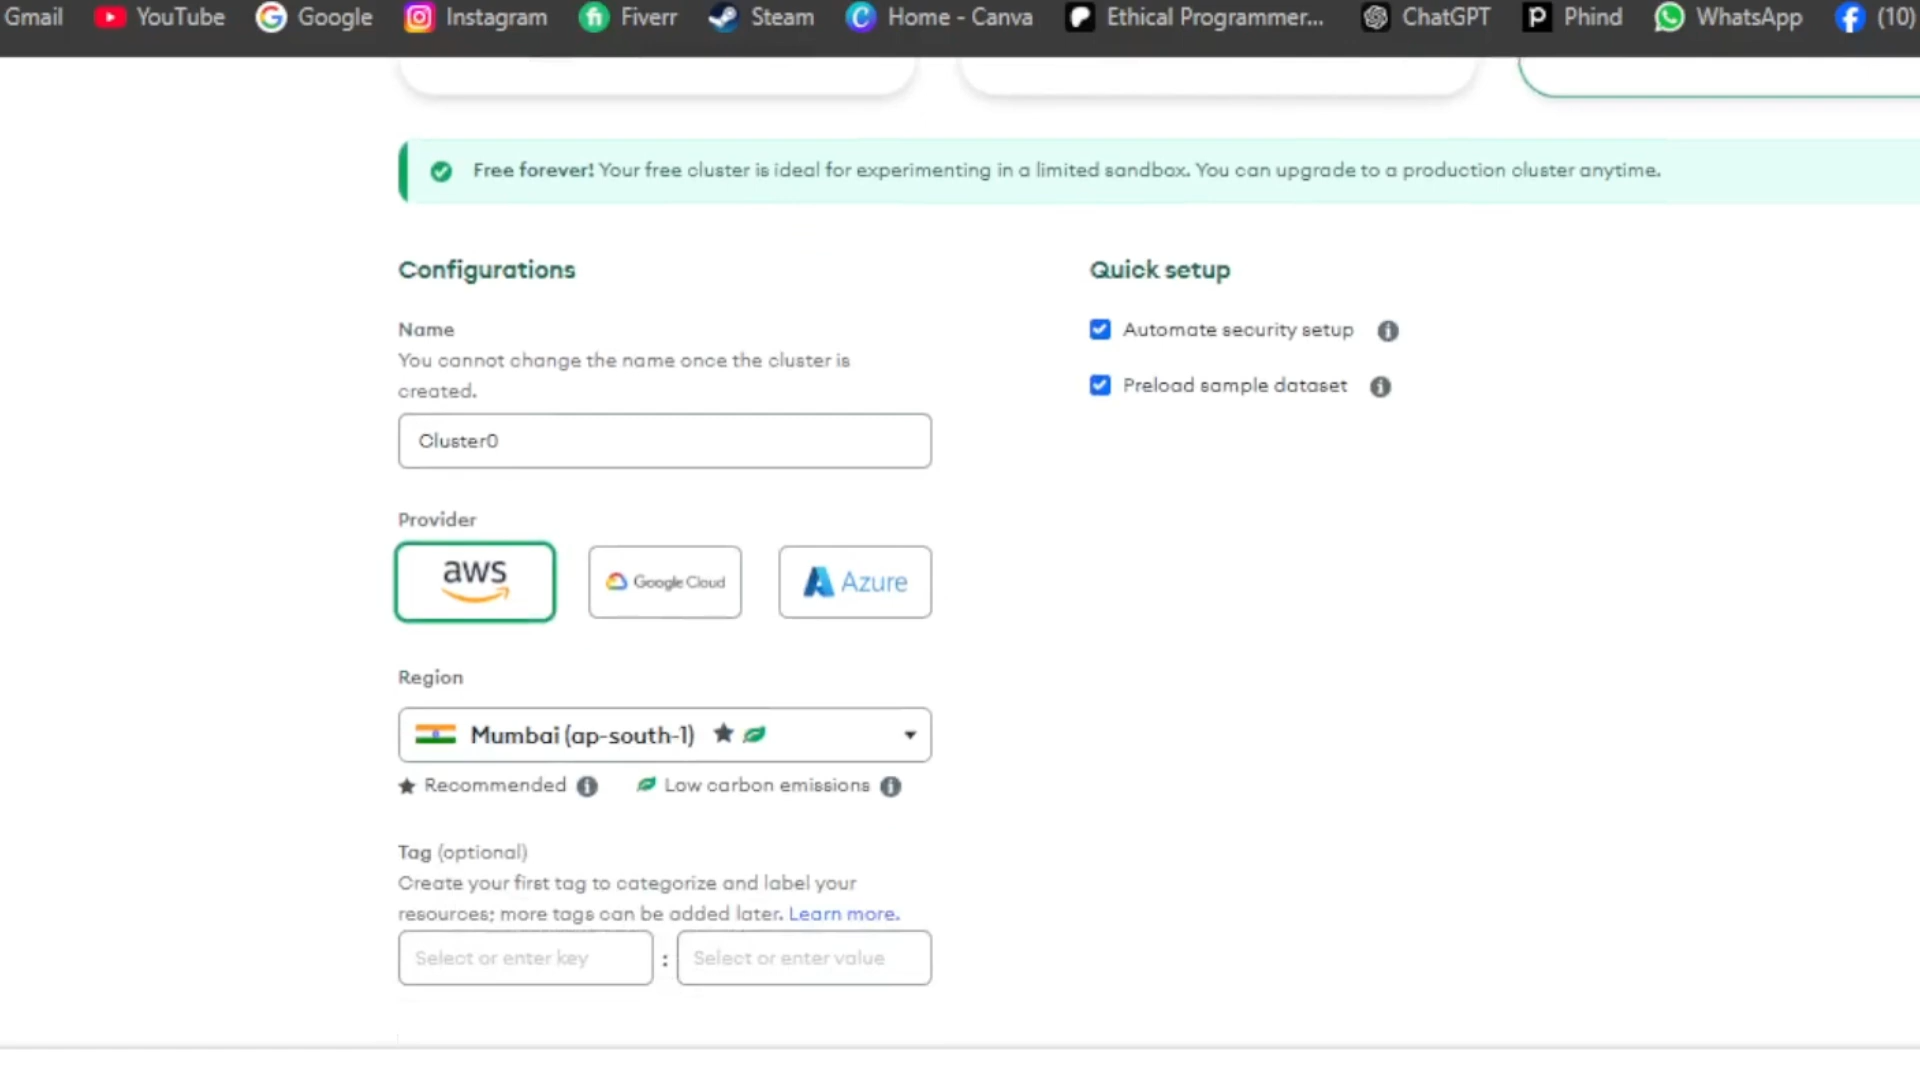 Gmail YouTube Google Instagram Fiverr Steam Home - Canva Ethical Programmer... ChatGPT Phind WhatsApp (10)
Free forever! Your free cluster is ideal for experimenting in a limited sandbox. You can upgrade to a production cluster anytime.
Configurations
Name
You cannot change the name once the cluster is
created.
Cluster0
Provider
aws Google Cloud Azure
Region
Mumbai (ap-south-1)
Recommended Low carbon emissions
Tag (optional)
Create your first tag to categorize and label your
resources; more tags can be added later. Learn more.
Select or enter key : Select or enter value
Quick setup
Automate security setup
Preload sample dataset